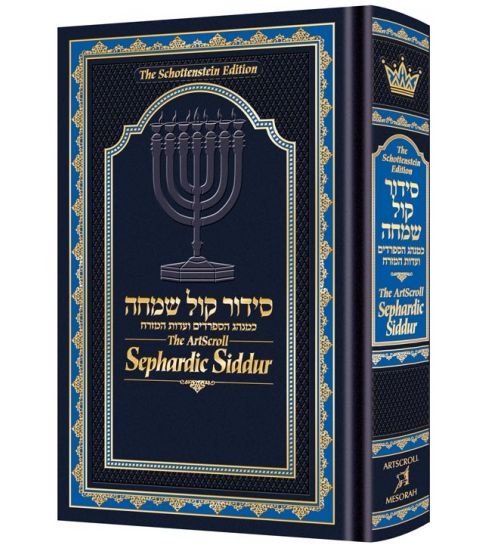 The Schottenstein Edition
סידור קול שמחה
כמנהג הספרדים ועדות המזרח
The ArtScroll
Sephardic Siddur
The
Schottenstein
Edition
סידור
קול
שמחה
כמנהג הספרדים
ועדות המזרח
The ArtScroll
Sephardic
Siddur
ARTSCROLL
MESORAH